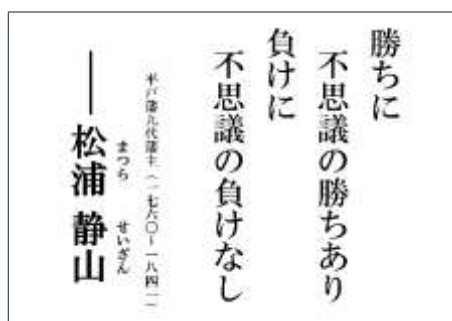 勝ちに
不思議の勝ちあり
負けに
不思議の負けなし
平戸藩九代藩主（一七六〇～一八四一）
まつら せいざん
――松浦 静山